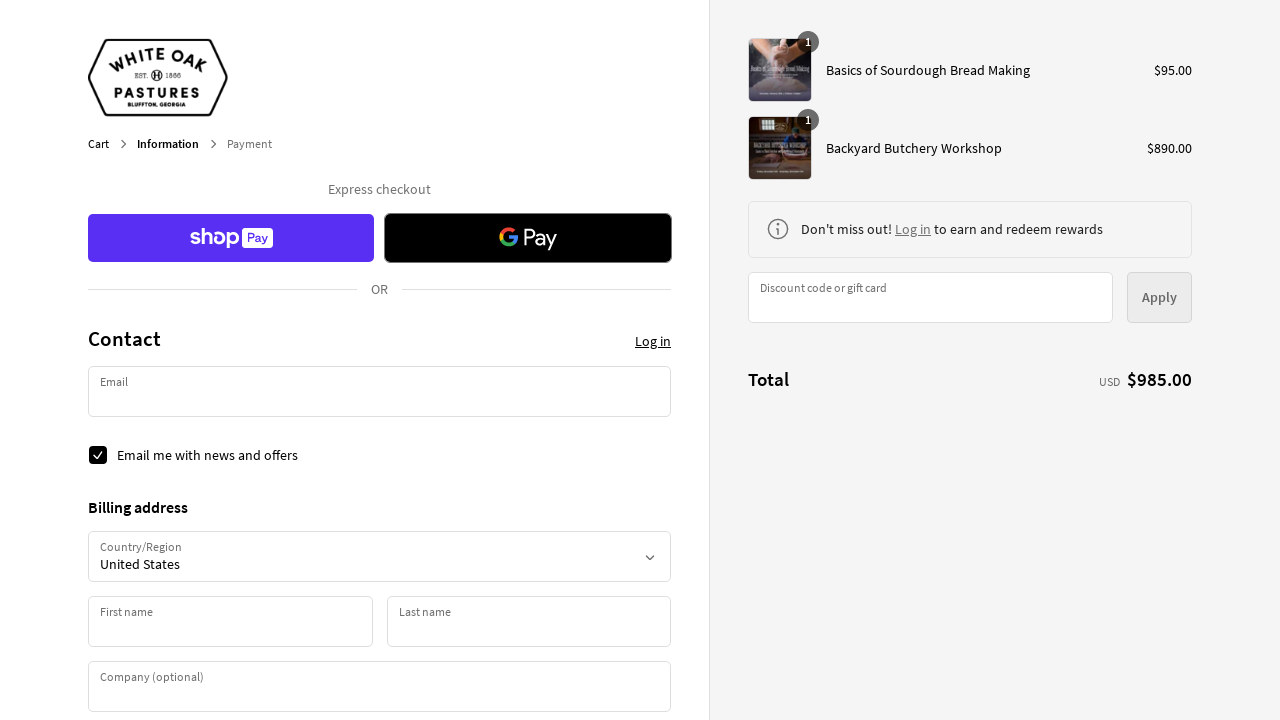 WHITE OAK
EST. 1866
PASTURES
BLUFFTON, GEORGIA
Cart
Information
Payment
Express checkout
shop Pay
G Pay
OR
Contact
Log in
Email
Email me with news and offers
Billing address
Country/Region
United States
First name
Last name
Company (optional)
1
Basics of Sourdough Bread Making
$95.00
1
Backyard Butchery Workshop
$890.00
Don't miss out! Log in to earn and redeem rewards
Discount code or gift card
Apply
Total
USD $985.00